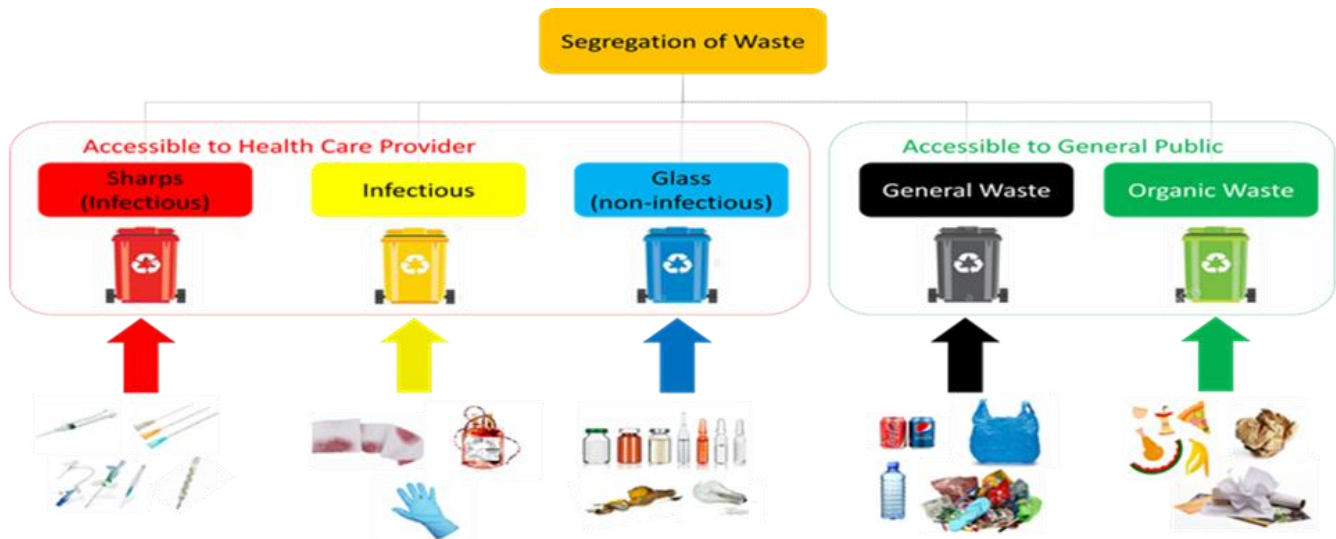 Segregation of Waste
Accessible to Health Care Provider
Accessible to General Public
Sharps
(Infectious)
Infectious
Glass
(non-infectious)
General Waste
Organic Waste
pepsi